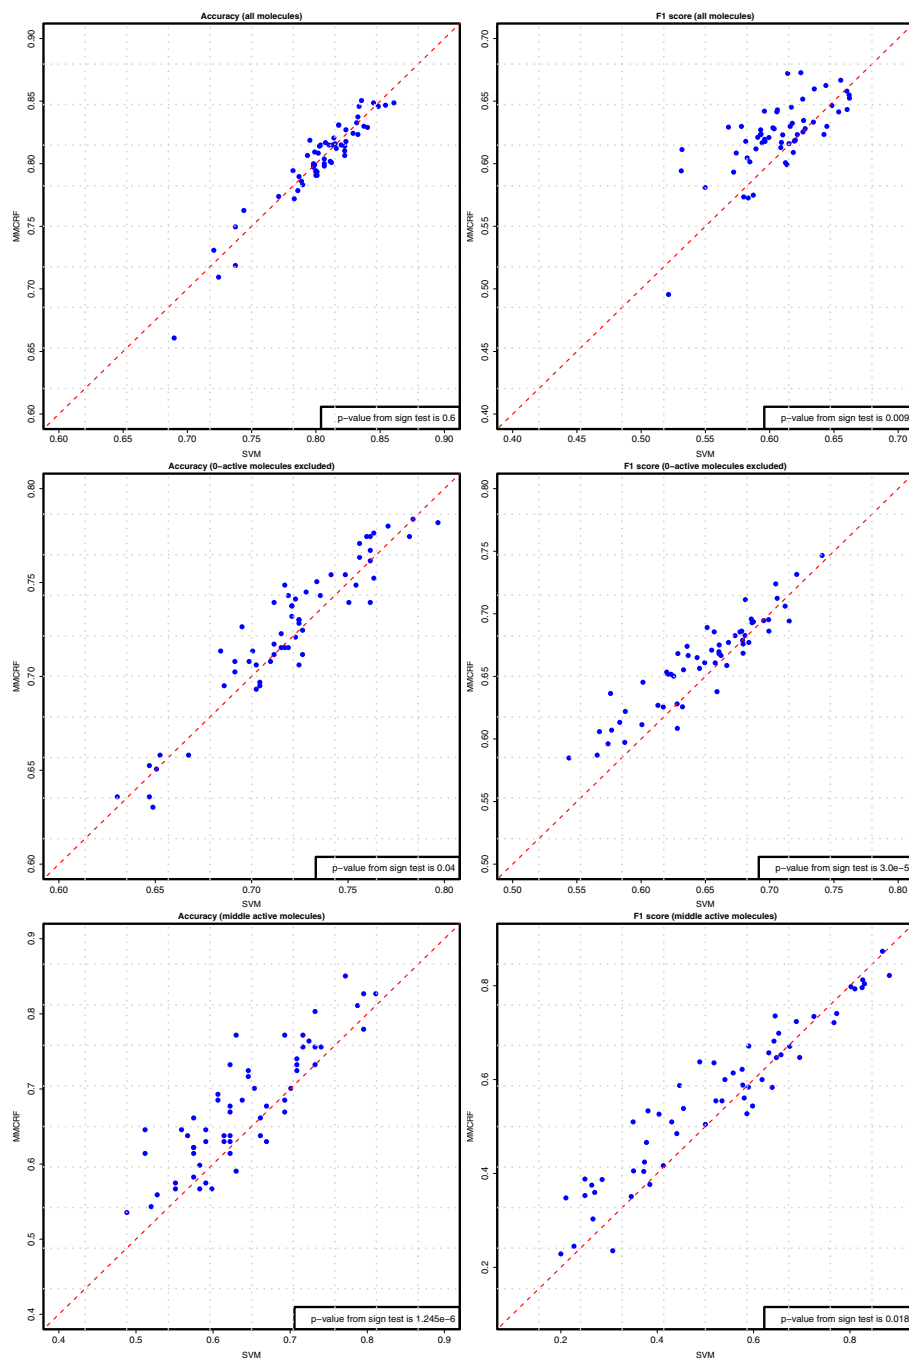 Accuracy (all molecules)
MMCRF
0.60 0.65 0.70 0.75 0.80 0.85 0.90
p−value from sign test is 0.6
0.60 0.65 0.70 0.75 0.80 0.85 0.90
SVM
F1 score (all molecules)
MMCRF
0.40 0.45 0.50 0.55 0.60 0.65 0.70
p−value from sign test is 0.009
0.40 0.45 0.50 0.55 0.60 0.65 0.70
SVM
Accuracy (0−active molecules excluded)
MMCRF
0.60 0.65 0.70 0.75 0.80
p−value from sign test is 0.04
0.60 0.65 0.70 0.75 0.80
SVM
F1 score (0−active molecules excluded)
MMCRF
0.50 0.55 0.60 0.65 0.70 0.75 0.80
p−value from sign test is 3.0e−5
0.50 0.55 0.60 0.65 0.70 0.75 0.80
SVM
Accuracy (middle active molecules)
MMCRF
0.4 0.5 0.6 0.7 0.8 0.9
p−value from sign test is 1.245e−6
0.4 0.5 0.6 0.7 0.8 0.9
SVM
F1 score (middle active molecules)
MMCRF
0.2 0.4 0.6 0.8
p−value from sign test is 0.018
0.2 0.4 0.6 0.8
SVM